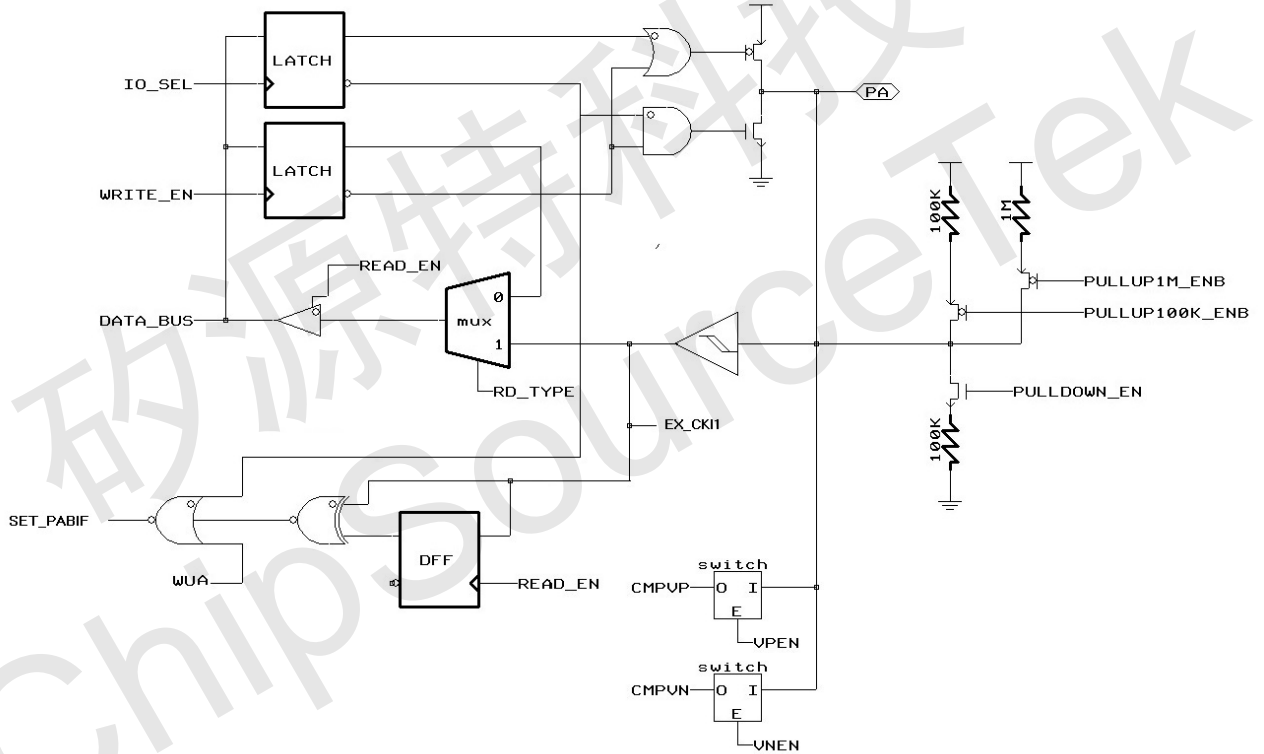 矽源特科技
ChipSourceTek
LATCH
IO_SEL
PA
LATCH
WRITE_EN
100K
1M
READ_EN
PULLUP1M_ENB
0
DATA_BUS
mux
PULLUP100K_ENB
1
RD_TYPE
PULLDOWN_EN
EX_CKI1
100K
SET_PABIF
DFF
WUA
READ_EN
switch
CMPVP
O I
E
VPEN
switch
CMPVN
O I
E
VNEN